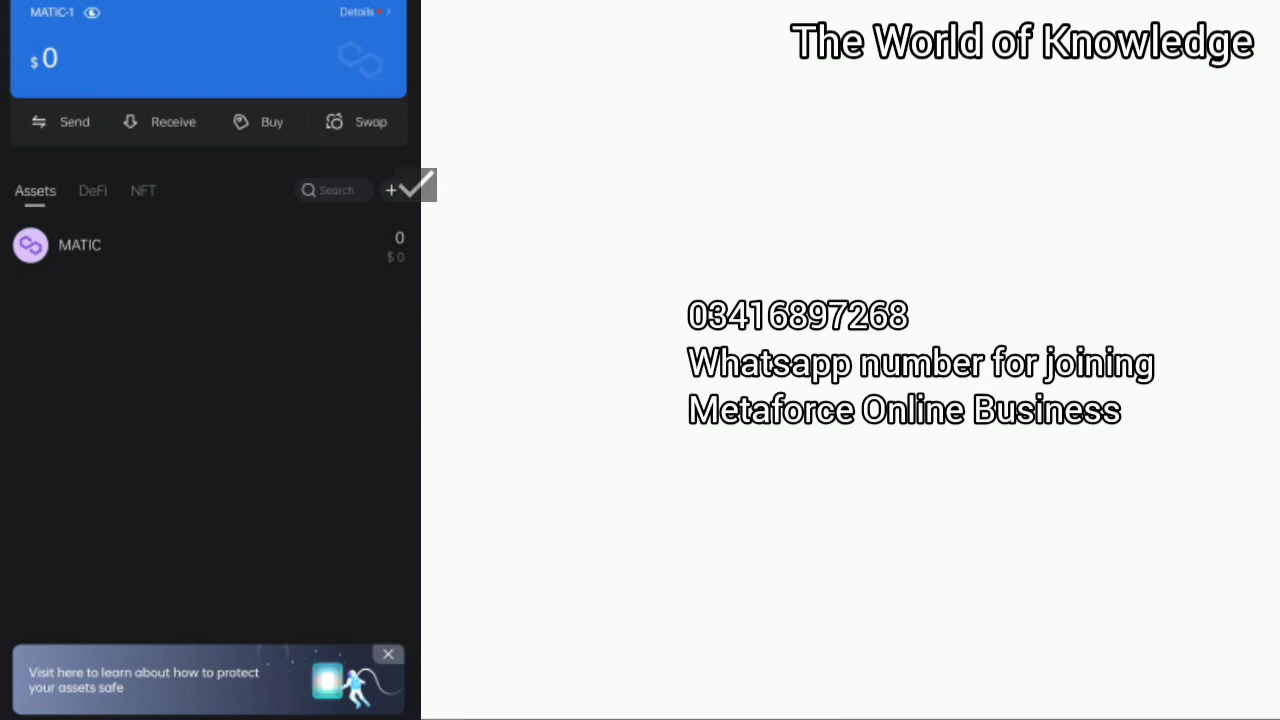 MATIC-1
Details >
$ 0
Send
Receive
Buy
Swap
Assets
DeFi
NFT
Search
+
MATIC
0
$ 0
Visit here to learn about how to protect
your assets safe
The World of Knowledge
03416897268
Whatsapp number for joining
Metaforce Online Business